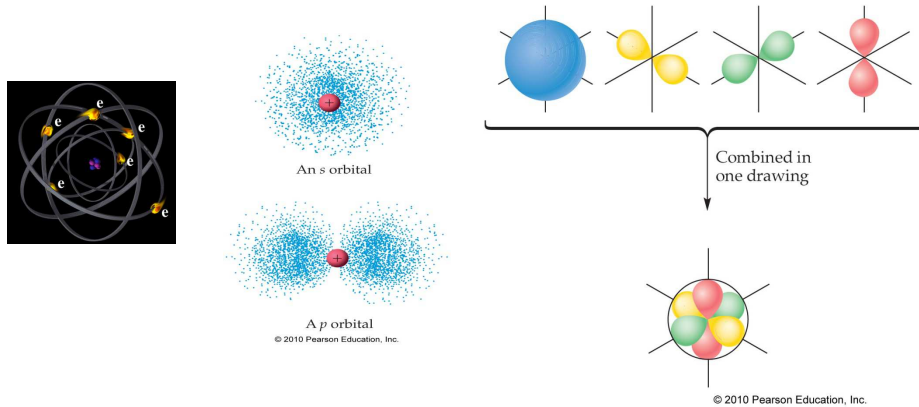 e
e
e
e
e
e
+
An s orbital
+
A p orbital
© 2010 Pearson Education, Inc.
Combined in
one drawing
© 2010 Pearson Education, Inc.